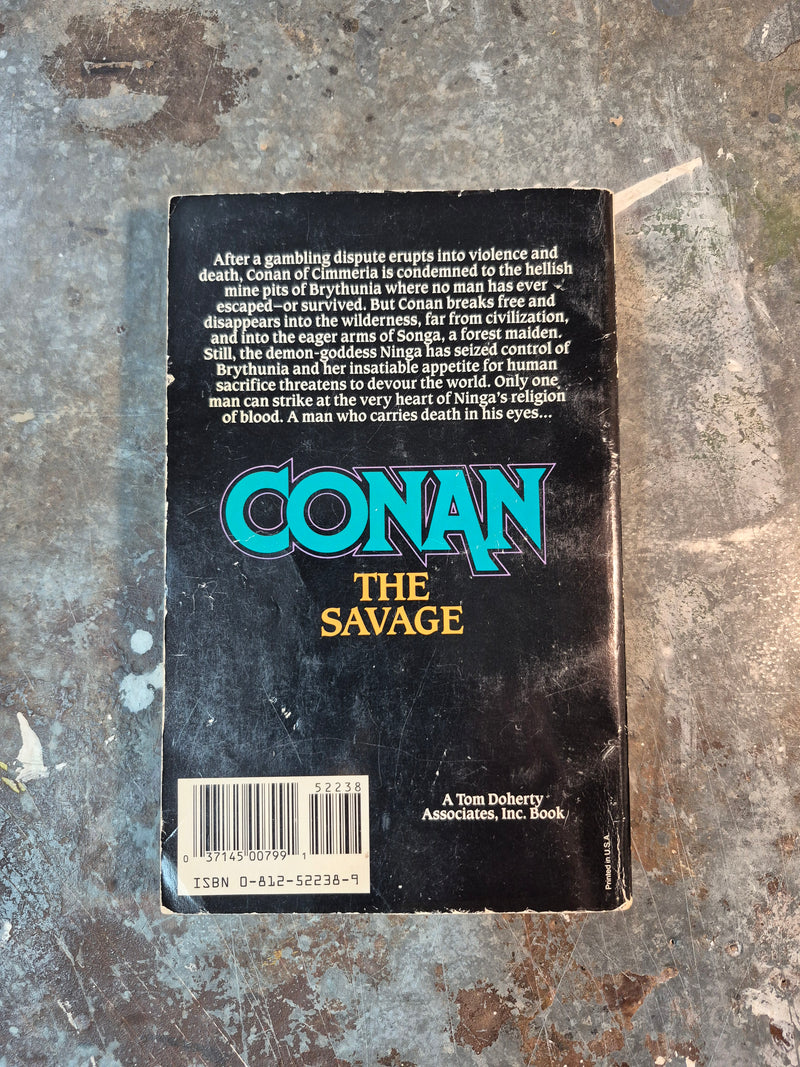 After a gambling dispute erupts into violence and
death, Conan of Cimmeria is condemned to the hellish
mine pits of Brythunia where no man has ever
escaped–or survived. But Conan breaks free and
disappears into the wilderness, far from civilization,
and into the eager arms of Songa, a forest maiden.
Still, the demon-goddess Ninga has seized control of
Brythunia and her insatiable appetite for human
sacrifice threatens to devour the world. Only one
man can strike at the very heart of Ninga's religion
of blood. A man who carries death in his eyes...
CONAN
THE
SAVAGE
52238
0 37145 00799 1
ISBN 0-812-52238-9
A Tom Doherty
Associates, Inc. Book
Printed in U.S.A.